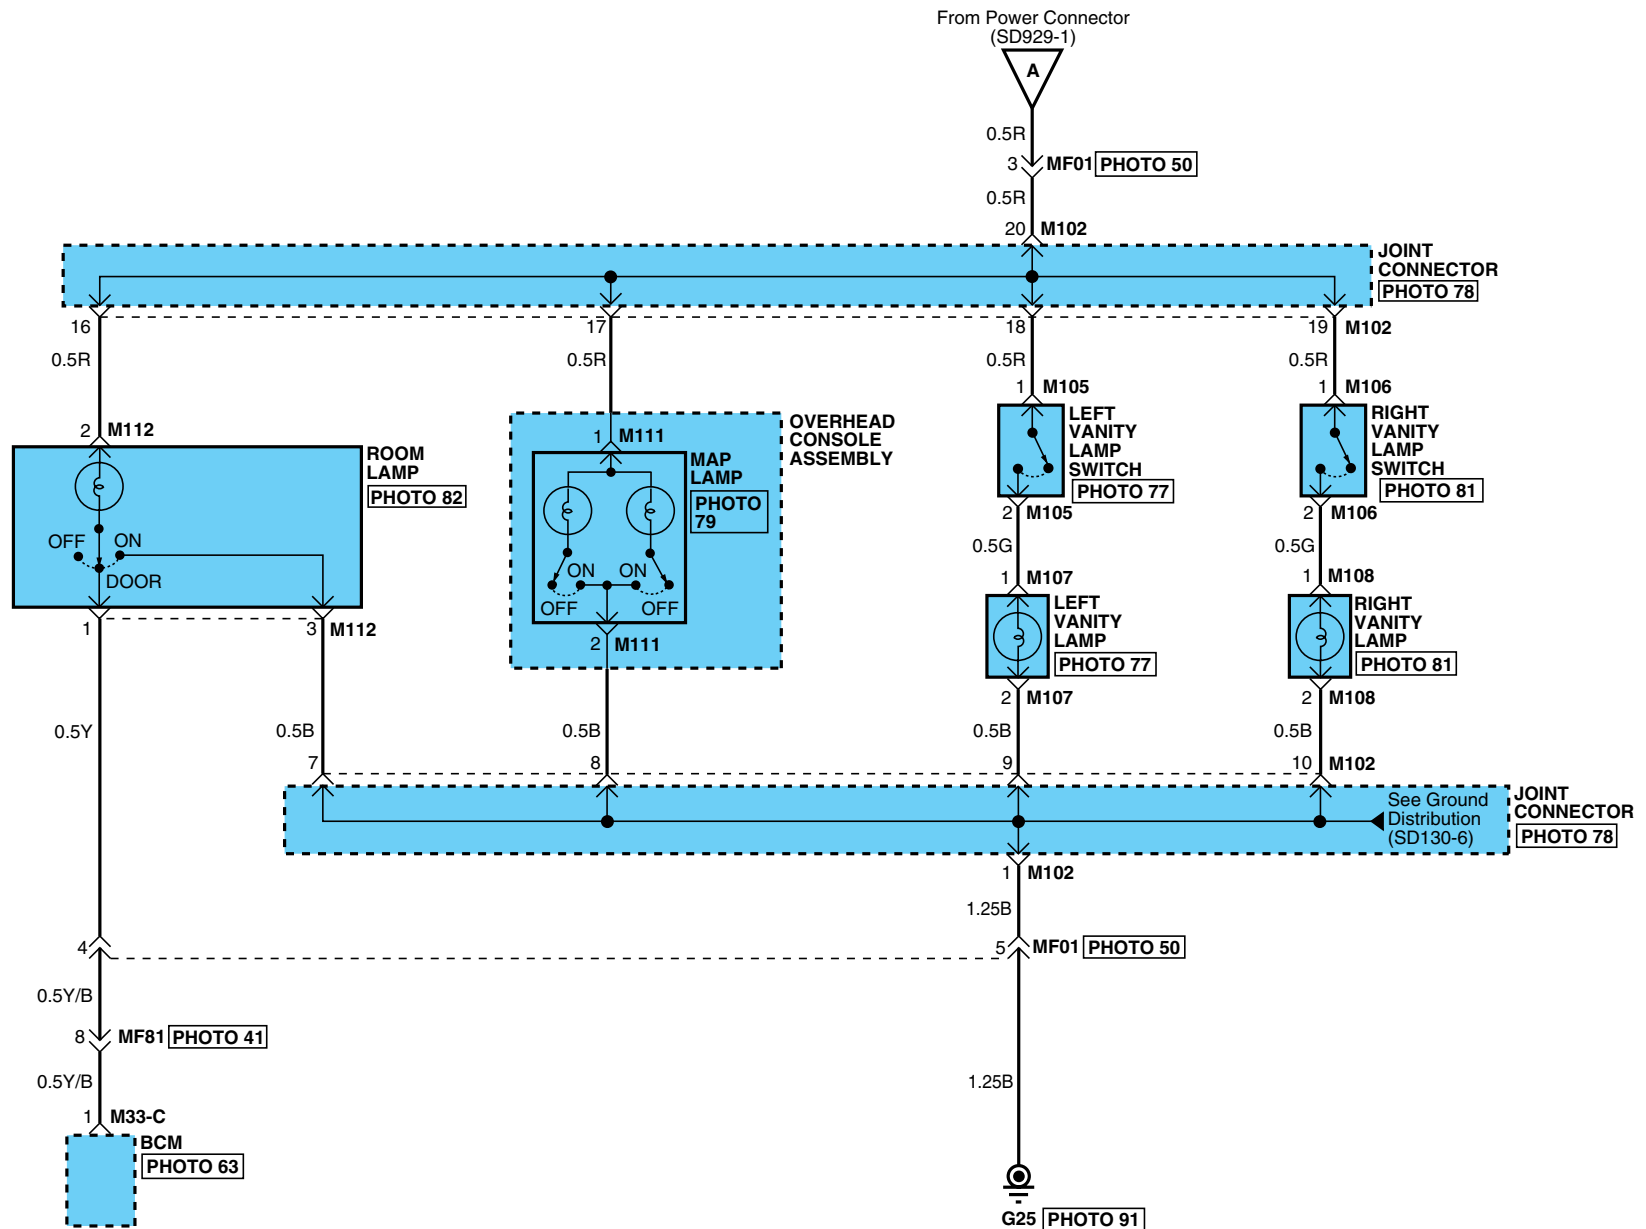 From Power Connector
(SD929-1)
A
0.5R
3 MF01 PHOTO 50
0.5R
20 M102
JOINT
CONNECTOR
PHOTO 78
16 17 18 19 M102
0.5R 0.5R 0.5R 0.5R
2 M112
ROOM
LAMP
PHOTO 82
OFF ON
DOOR
1 3 M112
OVERHEAD
CONSOLE
ASSEMBLY
1 M111
MAP
LAMP
PHOTO
79
ON ON
OFF OFF
2 M111
1 M105
LEFT
VANITY
LAMP
SWITCH
PHOTO 77
2 M105
0.5G
1 M107
LEFT
VANITY
LAMP
PHOTO 77
2 M107
1 M106
RIGHT
VANITY
LAMP
SWITCH
PHOTO 81
2 M106
0.5G
1 M108
RIGHT
VANITY
LAMP
PHOTO 81
2 M108
0.5Y 0.5B 0.5B 0.5B 0.5B
7 8 9 10 M102
See Ground
Distribution
(SD130-6)
JOINT
CONNECTOR
PHOTO 78
1 M102
1.25B
4 5 MF01 PHOTO 50
0.5Y/B
8 MF81 PHOTO 41
0.5Y/B 1.25B
1 M33-C
BCM
PHOTO 63
G25 PHOTO 91